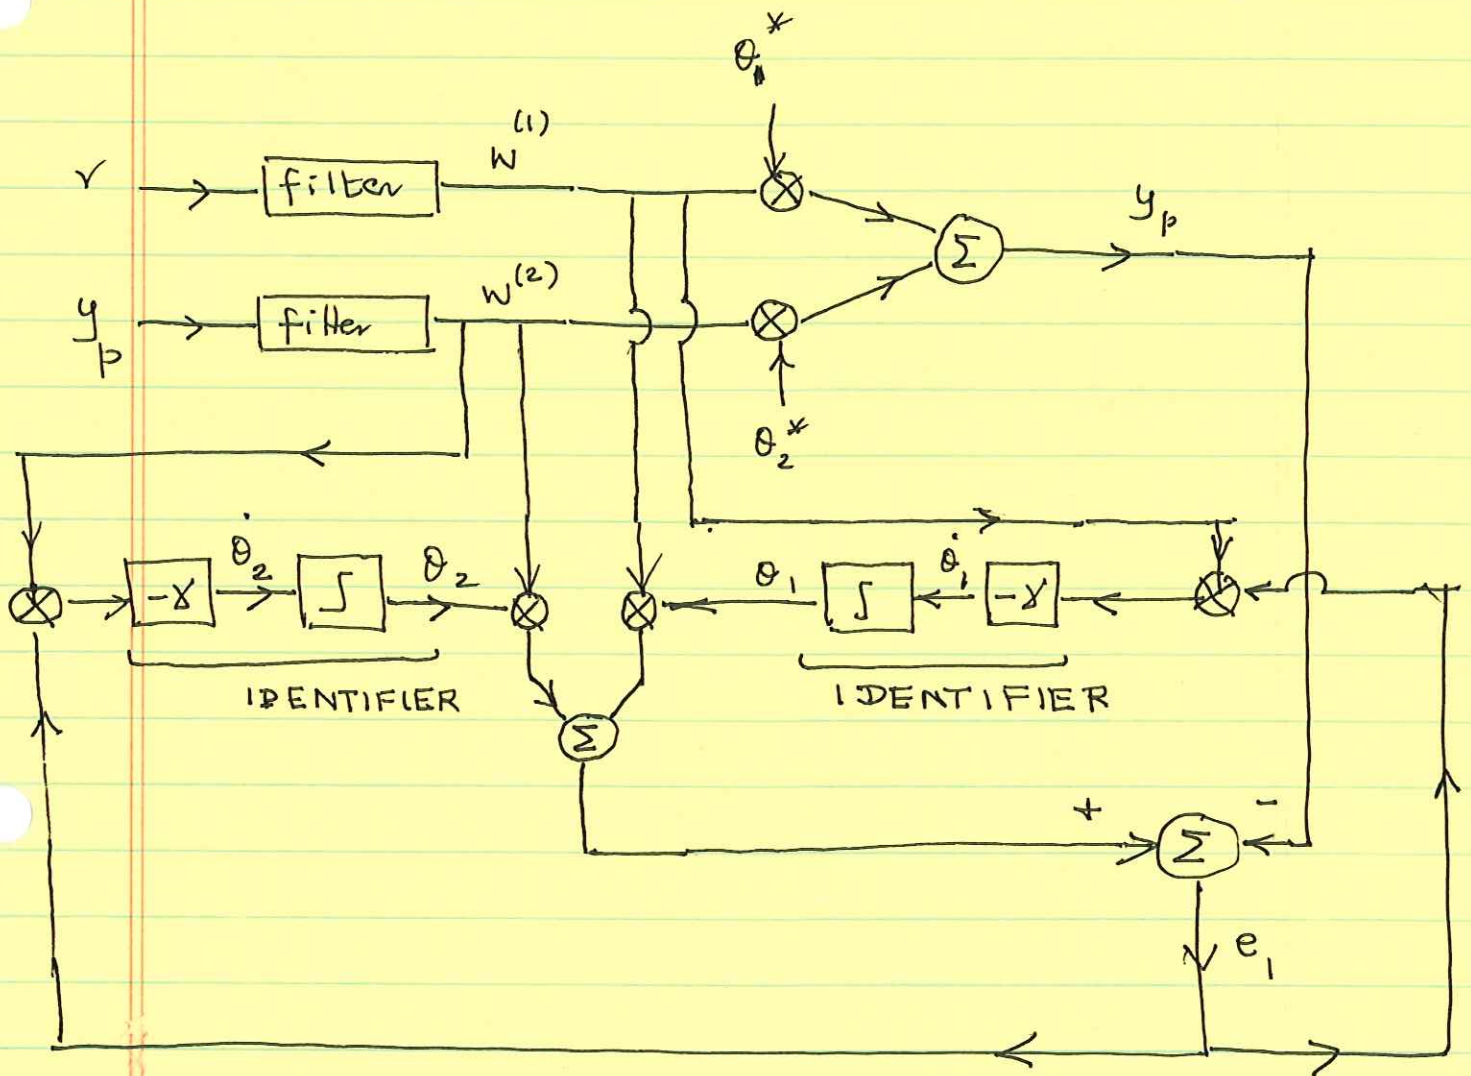 θ₁*
r filter w⁽¹⁾
⊗ Σ y_p
y_p filter w⁽²⁾ ⊗
θ₂*
⊗ -γ θ̇₂ ∫ θ₂ ⊗ ⊗ θ₁ ∫ θ̇₁ -γ ⊗
IDENTIFIER IDENTIFIER
Σ
+ Σ -
e₁